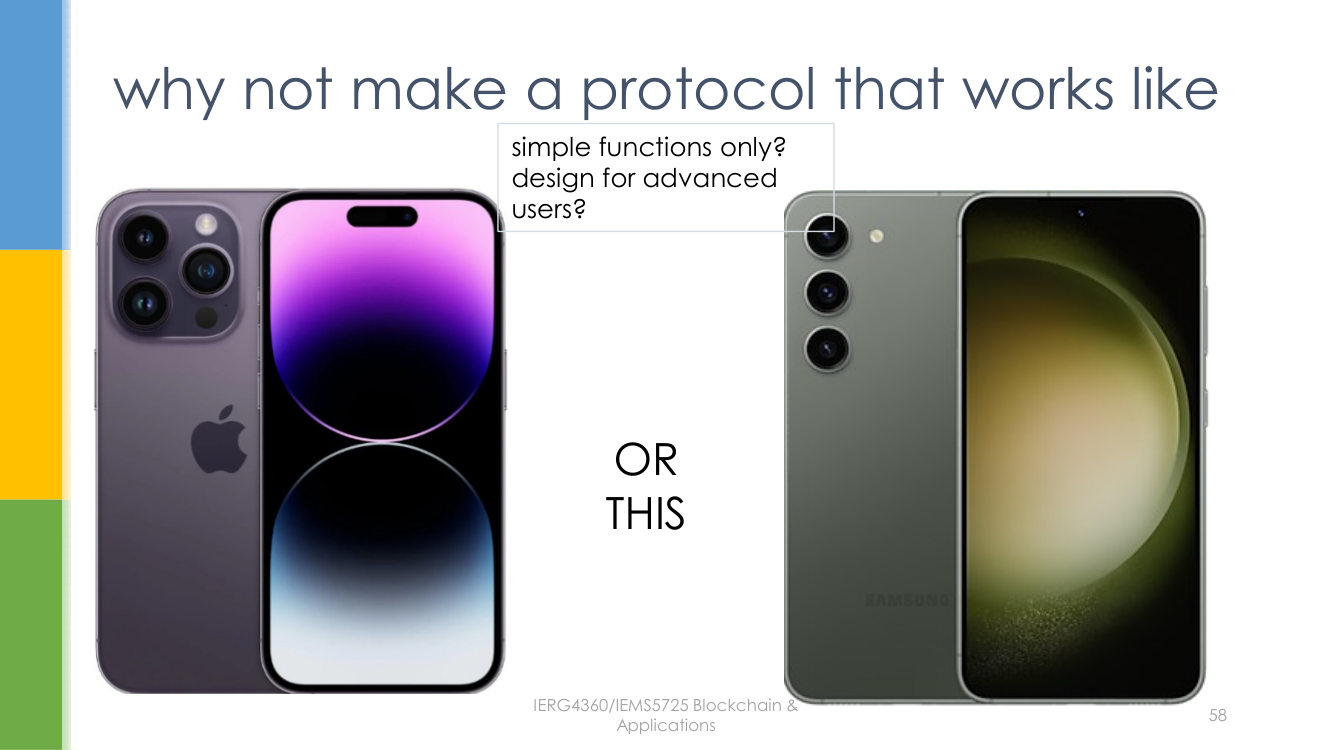 why not make a protocol that works like
simple functions only?
design for advanced
users?
OR
THIS
SAMSUNG
IERG4360/IEMS5725 Blockchain &
Applications
58